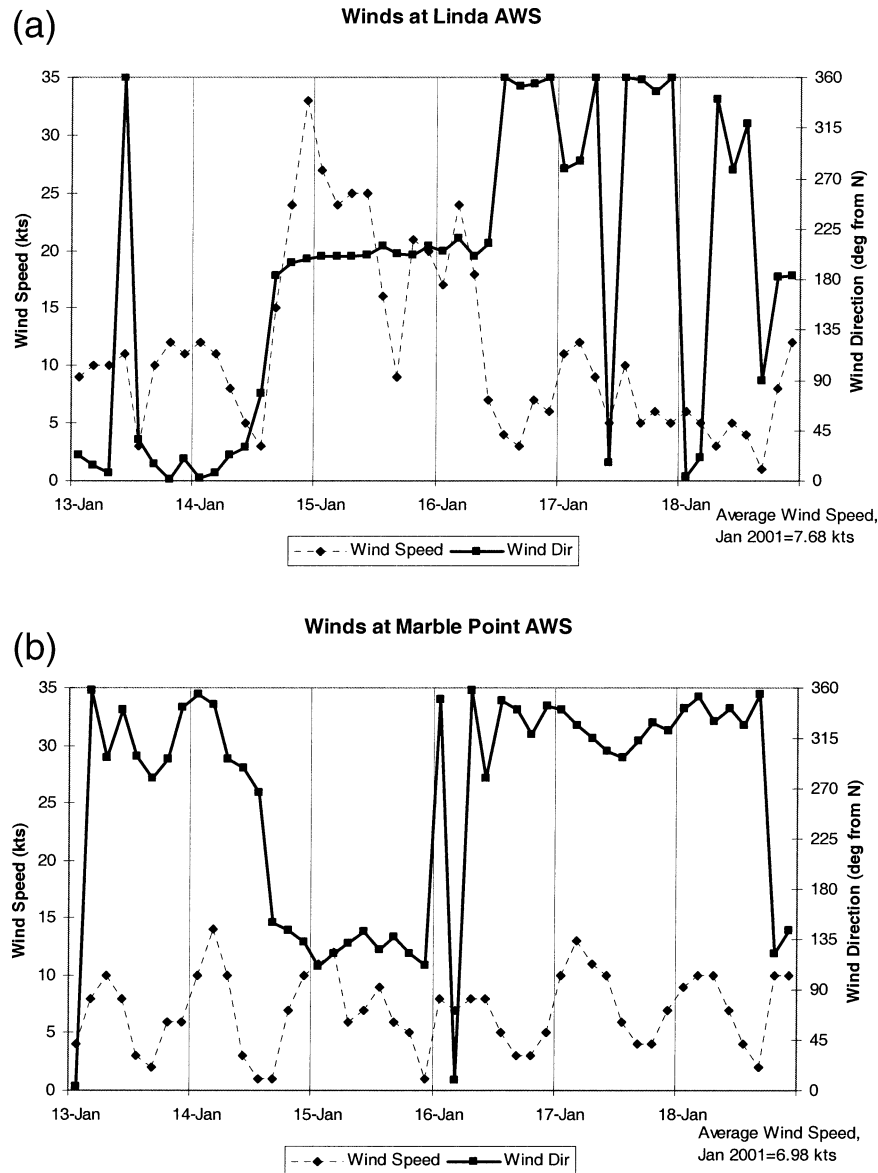 (a)
Winds at Linda AWS
Wind Speed (kts)
35
30
25
20
15
10
5
0
360
315
270
225
180
135
90
45
0
Wind Direction (deg from N)
13-Jan 14-Jan 15-Jan 16-Jan 17-Jan 18-Jan
Average Wind Speed,
Jan 2001=7.68 kts
Wind Speed Wind Dir
(b)
Winds at Marble Point AWS
Wind Speed (kts)
35
30
25
20
15
10
5
0
360
315
270
225
180
135
90
45
0
Wind Direction (deg from N)
13-Jan 14-Jan 15-Jan 16-Jan 17-Jan 18-Jan
Average Wind Speed,
Jan 2001=6.98 kts
Wind Speed Wind Dir